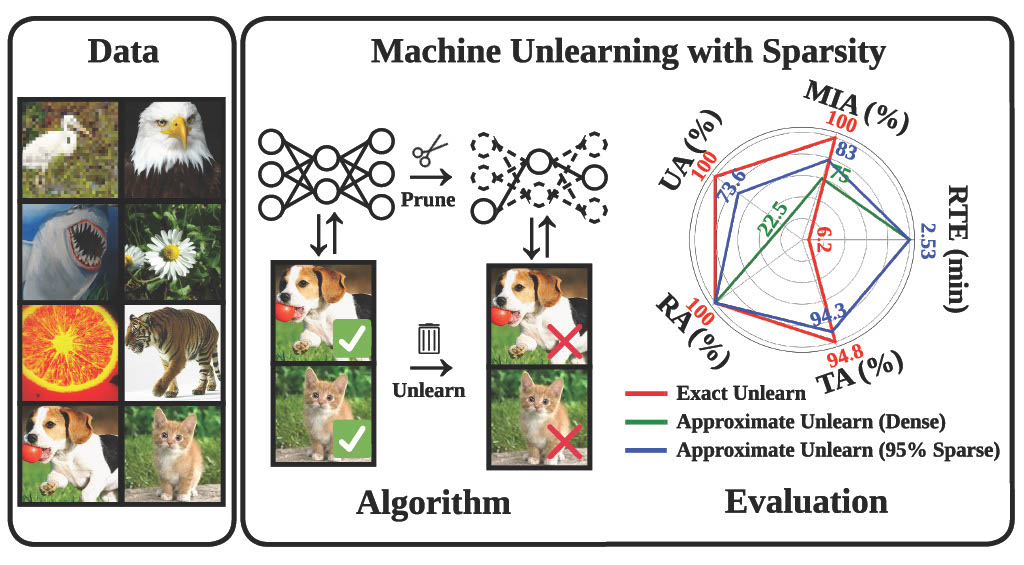 Data
Machine Unlearning with Sparsity
Prune
Unlearn
Algorithm
MIA (%)
100
83
75
UA (%)
100
73.6
22.5
RTE (min)
2.53
6.2
RA (%)
100
94.3
94.8
TA (%)
Exact Unlearn
Approximate Unlearn (Dense)
Approximate Unlearn (95% Sparse)
Evaluation